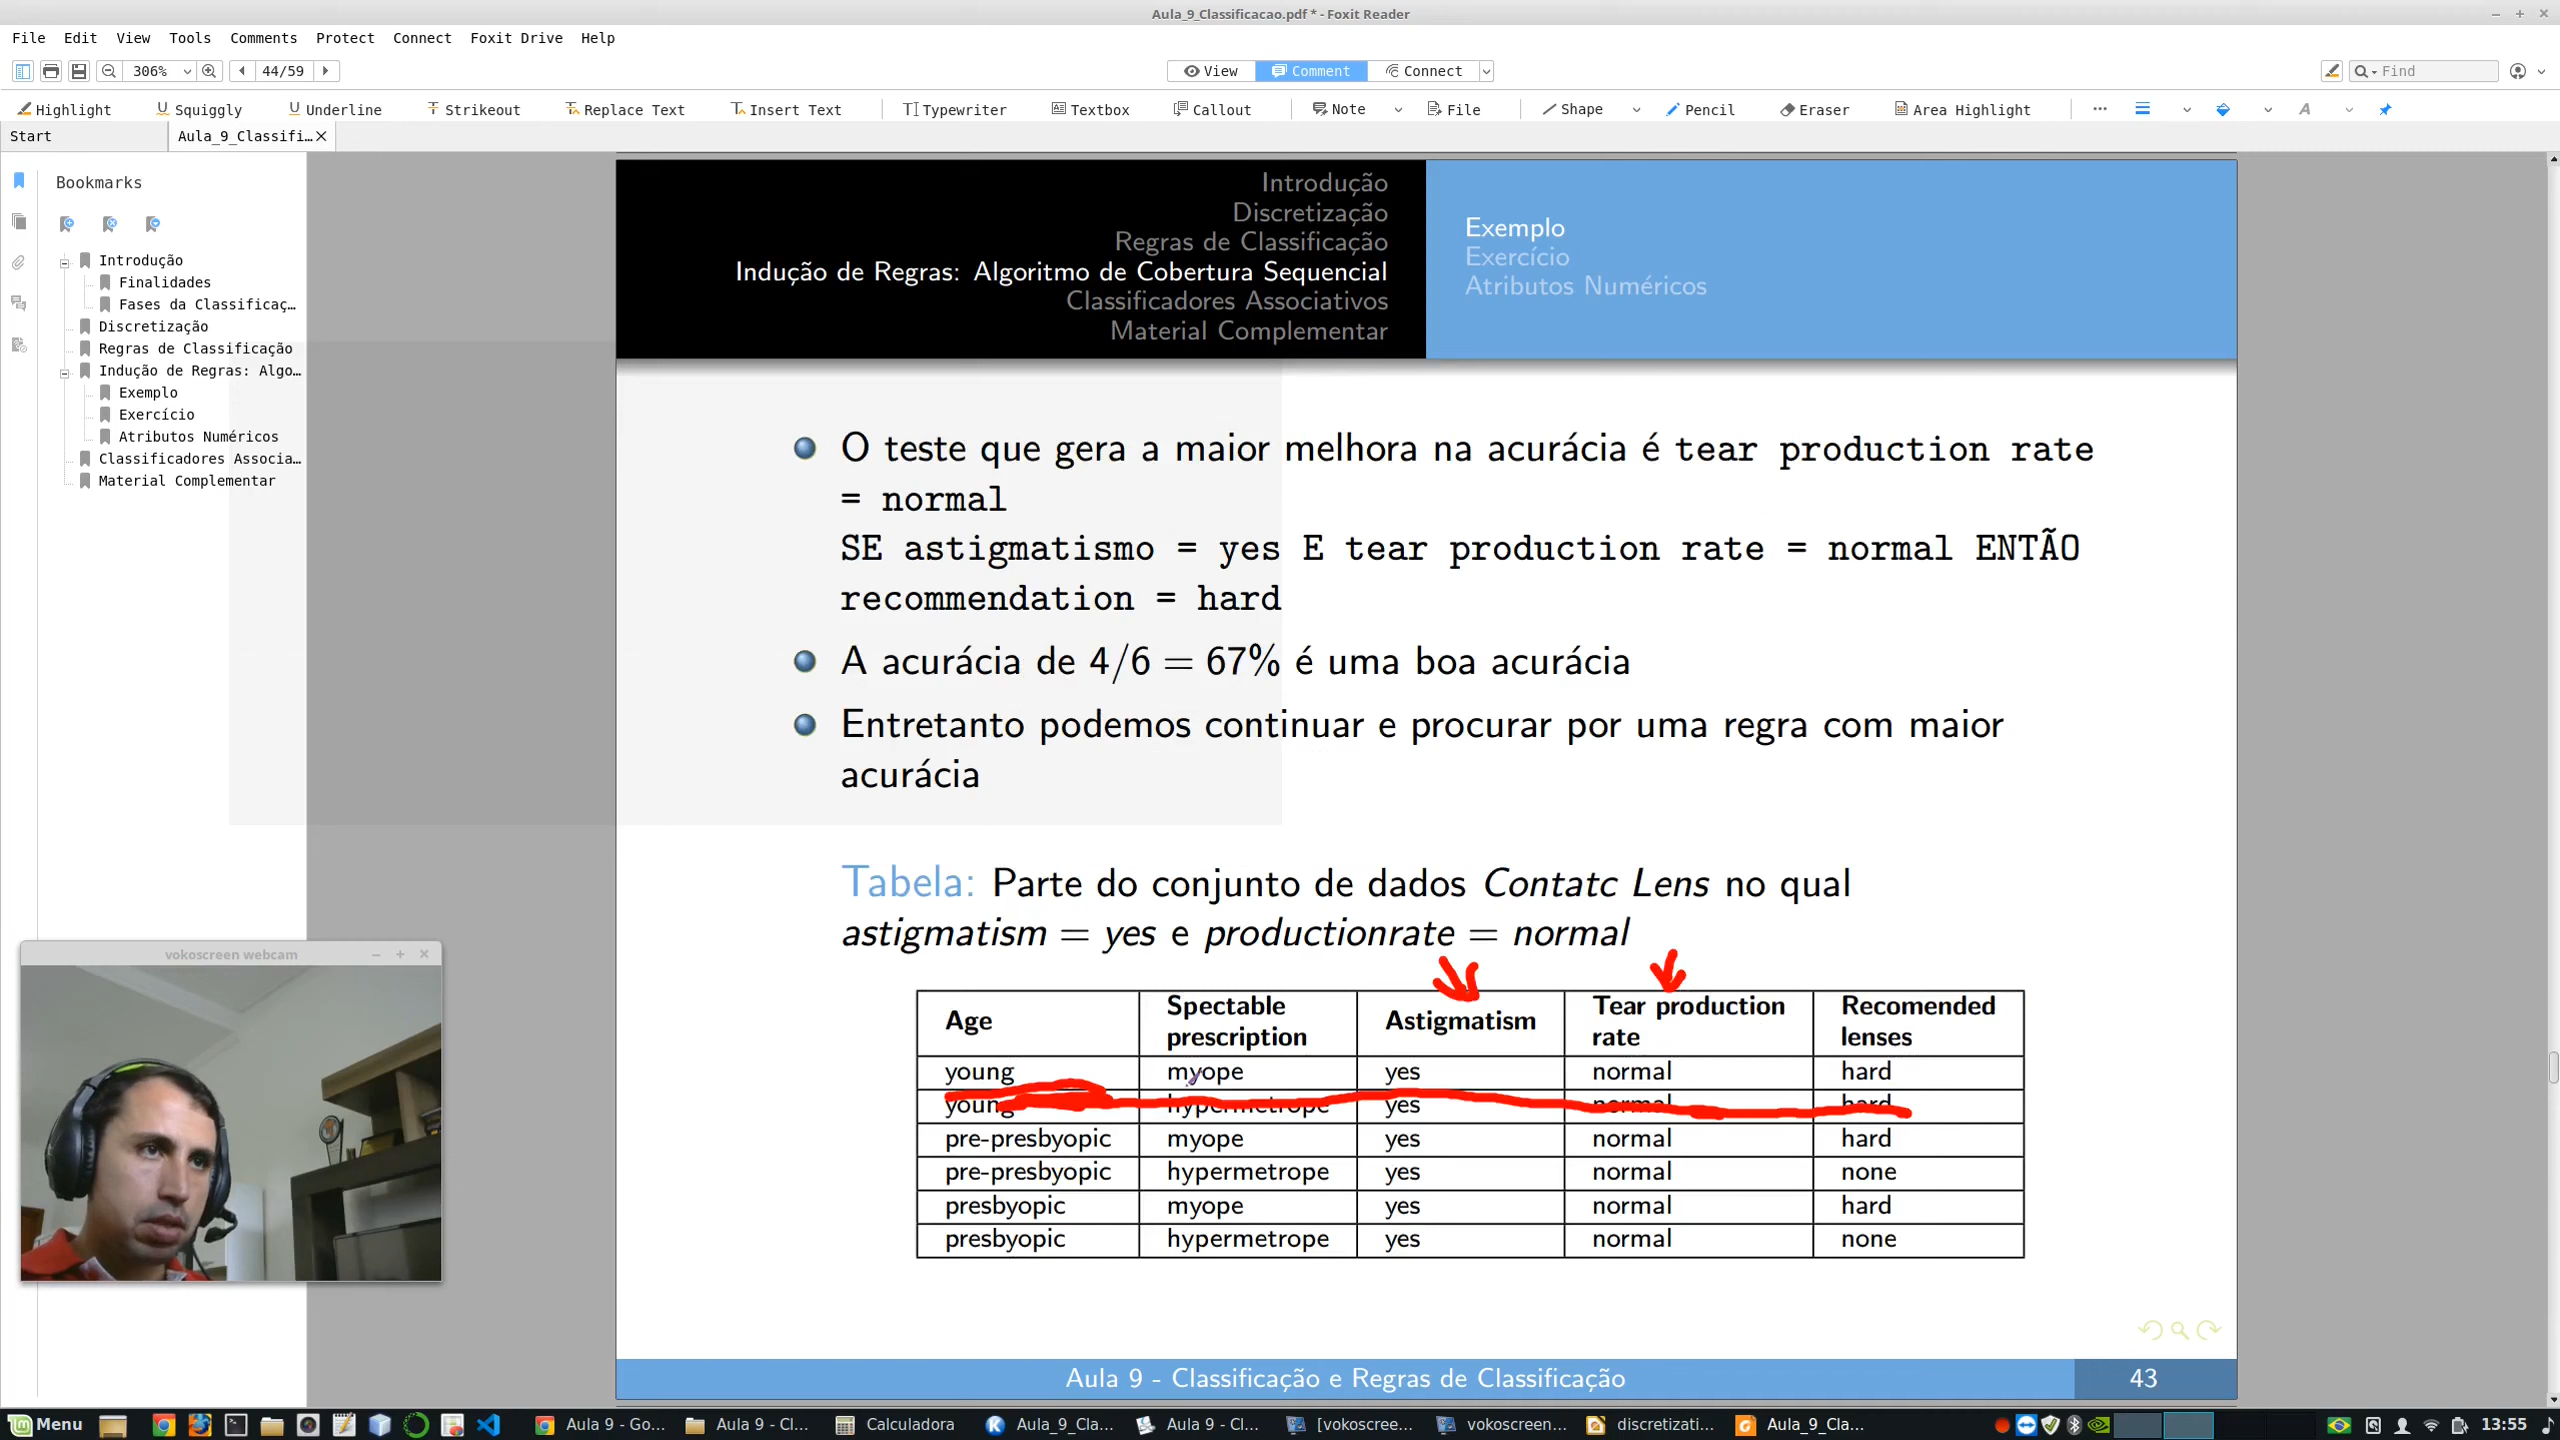 Aula_9_Classificacao.pdf * - Foxit Reader
File Edit View Tools Comments Protect Connect Foxit Drive Help
306% 44/59 View Comment Connect Find
Highlight Squiggly Underline Strikeout Replace Text Insert Text Typewriter Textbox Callout Note File Shape Pencil Eraser Area Highlight ...
Start Aula_9_Classifi...
Bookmarks
Introdução
Finalidades
Fases da Classificaç...
Discretização
Regras de Classificação
Indução de Regras: Algo...
Exemplo
Exercício
Atributos Numéricos
Classificadores Associa...
Material Complementar
Introdução
Discretização
Regras de Classificação
Indução de Regras: Algoritmo de Cobertura Sequencial
Classificadores Associativos
Material Complementar
Exemplo
Exercício
Atributos Numéricos
O teste que gera a maior melhora na acurácia é tear production rate
= normal
SE astigmatismo = yes E tear production rate = normal ENTÃO
recommendation = hard
A acurácia de 4/6 = 67% é uma boa acurácia
Entretanto podemos continuar e procurar por uma regra com maior
acurácia
Tabela: Parte do conjunto de dados Contatc Lens no qual
astigmatism = yes e productionrate = normal
Age Spectable prescription Astigmatism Tear production rate Recomended lenses
young myope yes normal hard
young hypermetrope yes normal hard
pre-presbyopic myope yes normal hard
pre-presbyopic hypermetrope yes normal none
presbyopic myope yes normal hard
presbyopic hypermetrope yes normal none
Aula 9 - Classificação e Regras de Classificação 43
vokoscreen webcam
Menu Aula 9 - Go... Aula 9 - Cl... Calculadora Aula_9_Cla... Aula 9 - Cl... [vokoscree... vokoscreen... discretizati... Aula_9_Cla... 13:55